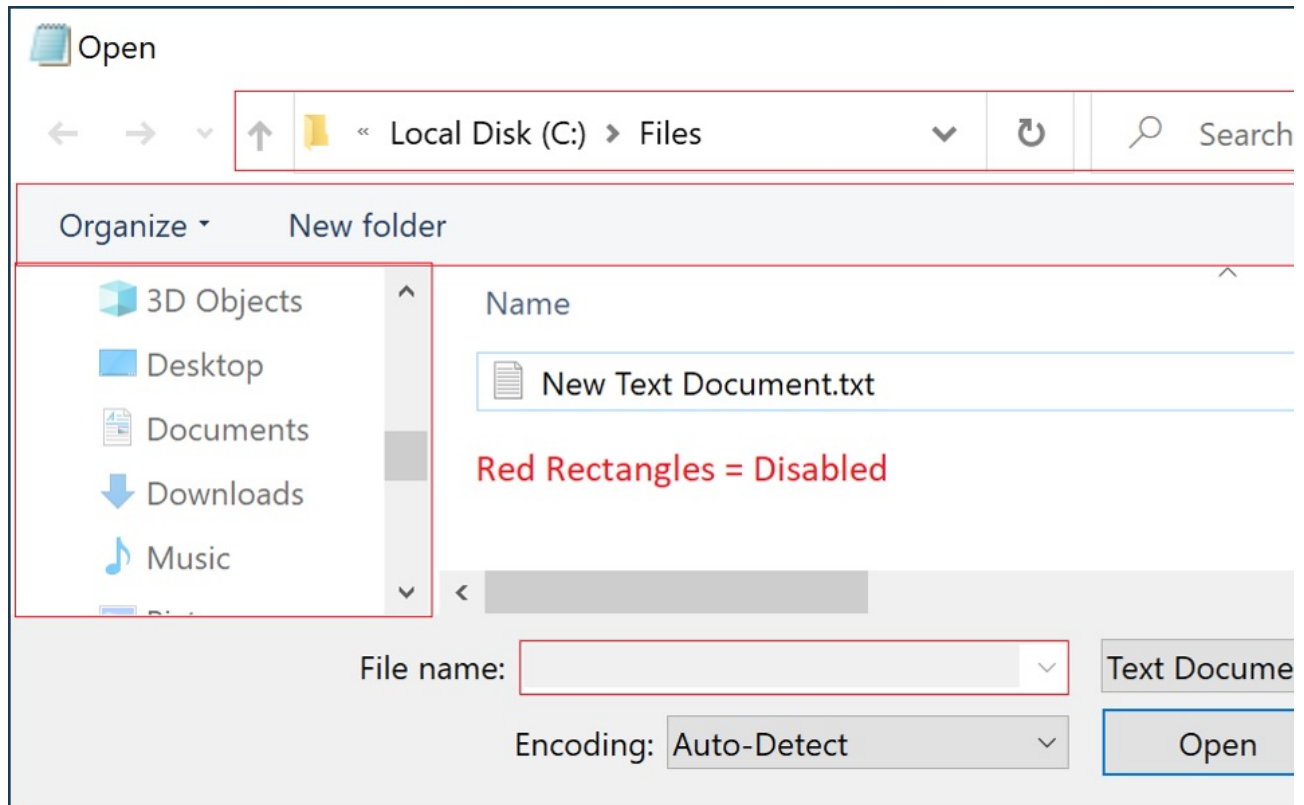 Open
« Local Disk (C:) > Files
Search
Organize
New folder
3D Objects
Desktop
Documents
Downloads
Music
Name
New Text Document.txt
Red Rectangles = Disabled
File name:
Text Docume
Encoding: Auto-Detect
Open